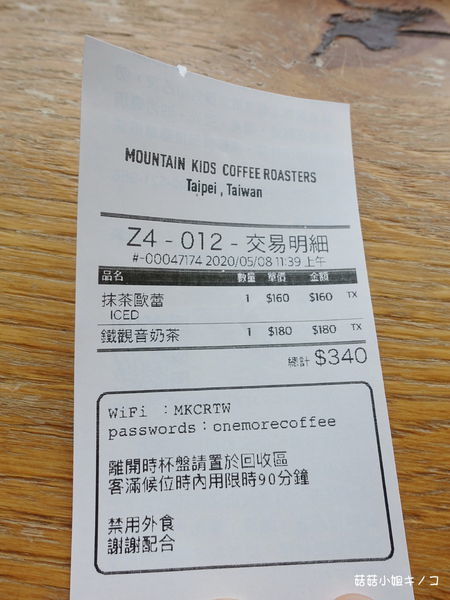 MOUNTAIN KIDS COFFEE ROASTERS
Taipei , Taiwan
Z4 - 012 - 交易明細
#-00047174 2020/05/08 11:39 上午
品名 數量 單價 金額
抹茶歐蕾 1 $160 $160 TX
ICED
鐵觀音奶茶 1 $180 $180 TX
總計 $340
WiFi ：MKCRTW
passwords：onemorecoffee
離開時杯盤請置於回收區
客滿候位時內用限時90分鐘
禁用外食
謝謝配合
菇菇小姐キノコ